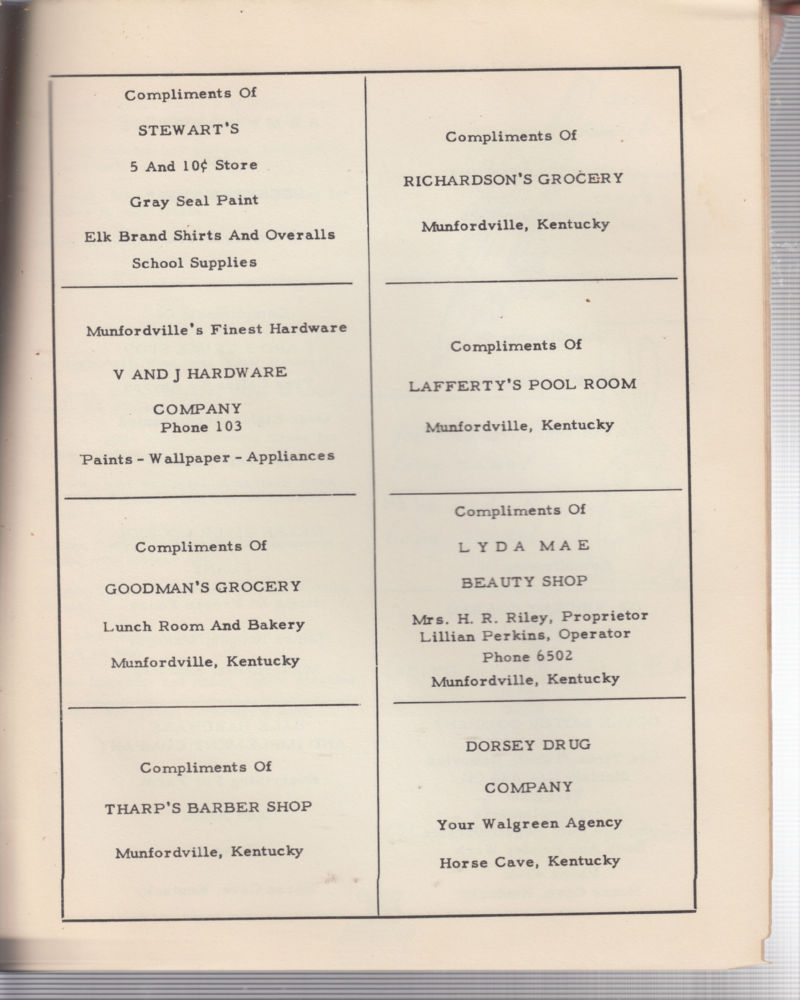 Compliments Of
STEWART'S
5 And 10¢ Store
Gray Seal Paint
Elk Brand Shirts And Overalls
School Supplies
Munfordville's Finest Hardware
V AND J HARDWARE
COMPANY
Phone 103
Paints - Wallpaper - Appliances
Compliments Of
GOODMAN'S GROCERY
Lunch Room And Bakery
Munfordville, Kentucky
Compliments Of
THARP'S BARBER SHOP
Munfordville, Kentucky
Compliments Of
RICHARDSON'S GROCERY
Munfordville, Kentucky
Compliments Of
LAFFERTY'S POOL ROOM
Munfordville, Kentucky
Compliments Of
LYDA MAE
BEAUTY SHOP
Mrs. H. R. Riley, Proprietor
Lillian Perkins, Operator
Phone 6502
Munfordville, Kentucky
DORSEY DRUG
COMPANY
Your Walgreen Agency
Horse Cave, Kentucky